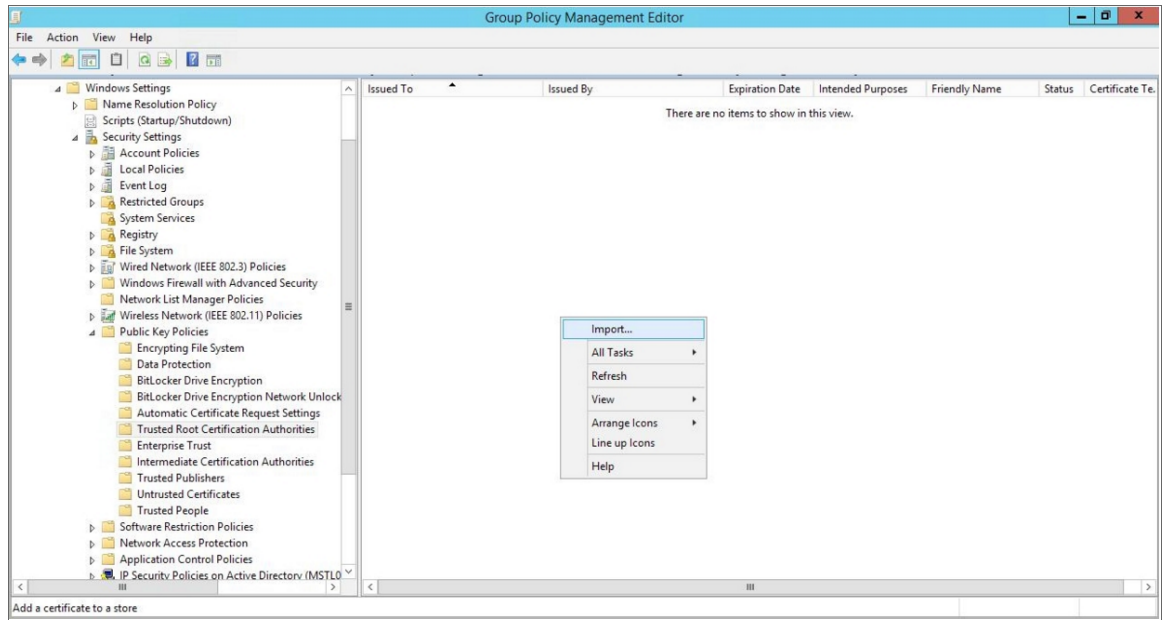 Group Policy Management Editor
File Action View Help
Windows Settings
Name Resolution Policy
Scripts (Startup/Shutdown)
Security Settings
Account Policies
Local Policies
Event Log
Restricted Groups
System Services
Registry
File System
Wired Network (IEEE 802.3) Policies
Windows Firewall with Advanced Security
Network List Manager Policies
Wireless Network (IEEE 802.11) Policies
Public Key Policies
Encrypting File System
Data Protection
BitLocker Drive Encryption
BitLocker Drive Encryption Network Unlock
Automatic Certificate Request Settings
Trusted Root Certification Authorities
Enterprise Trust
Intermediate Certification Authorities
Trusted Publishers
Untrusted Certificates
Trusted People
Software Restriction Policies
Network Access Protection
Application Control Policies
IP Security Policies on Active Directory (MSTL0
Issued To Issued By Expiration Date Intended Purposes Friendly Name Status Certificate Te.
There are no items to show in this view.
Import...
All Tasks
Refresh
View
Arrange Icons
Line up Icons
Help
Add a certificate to a store